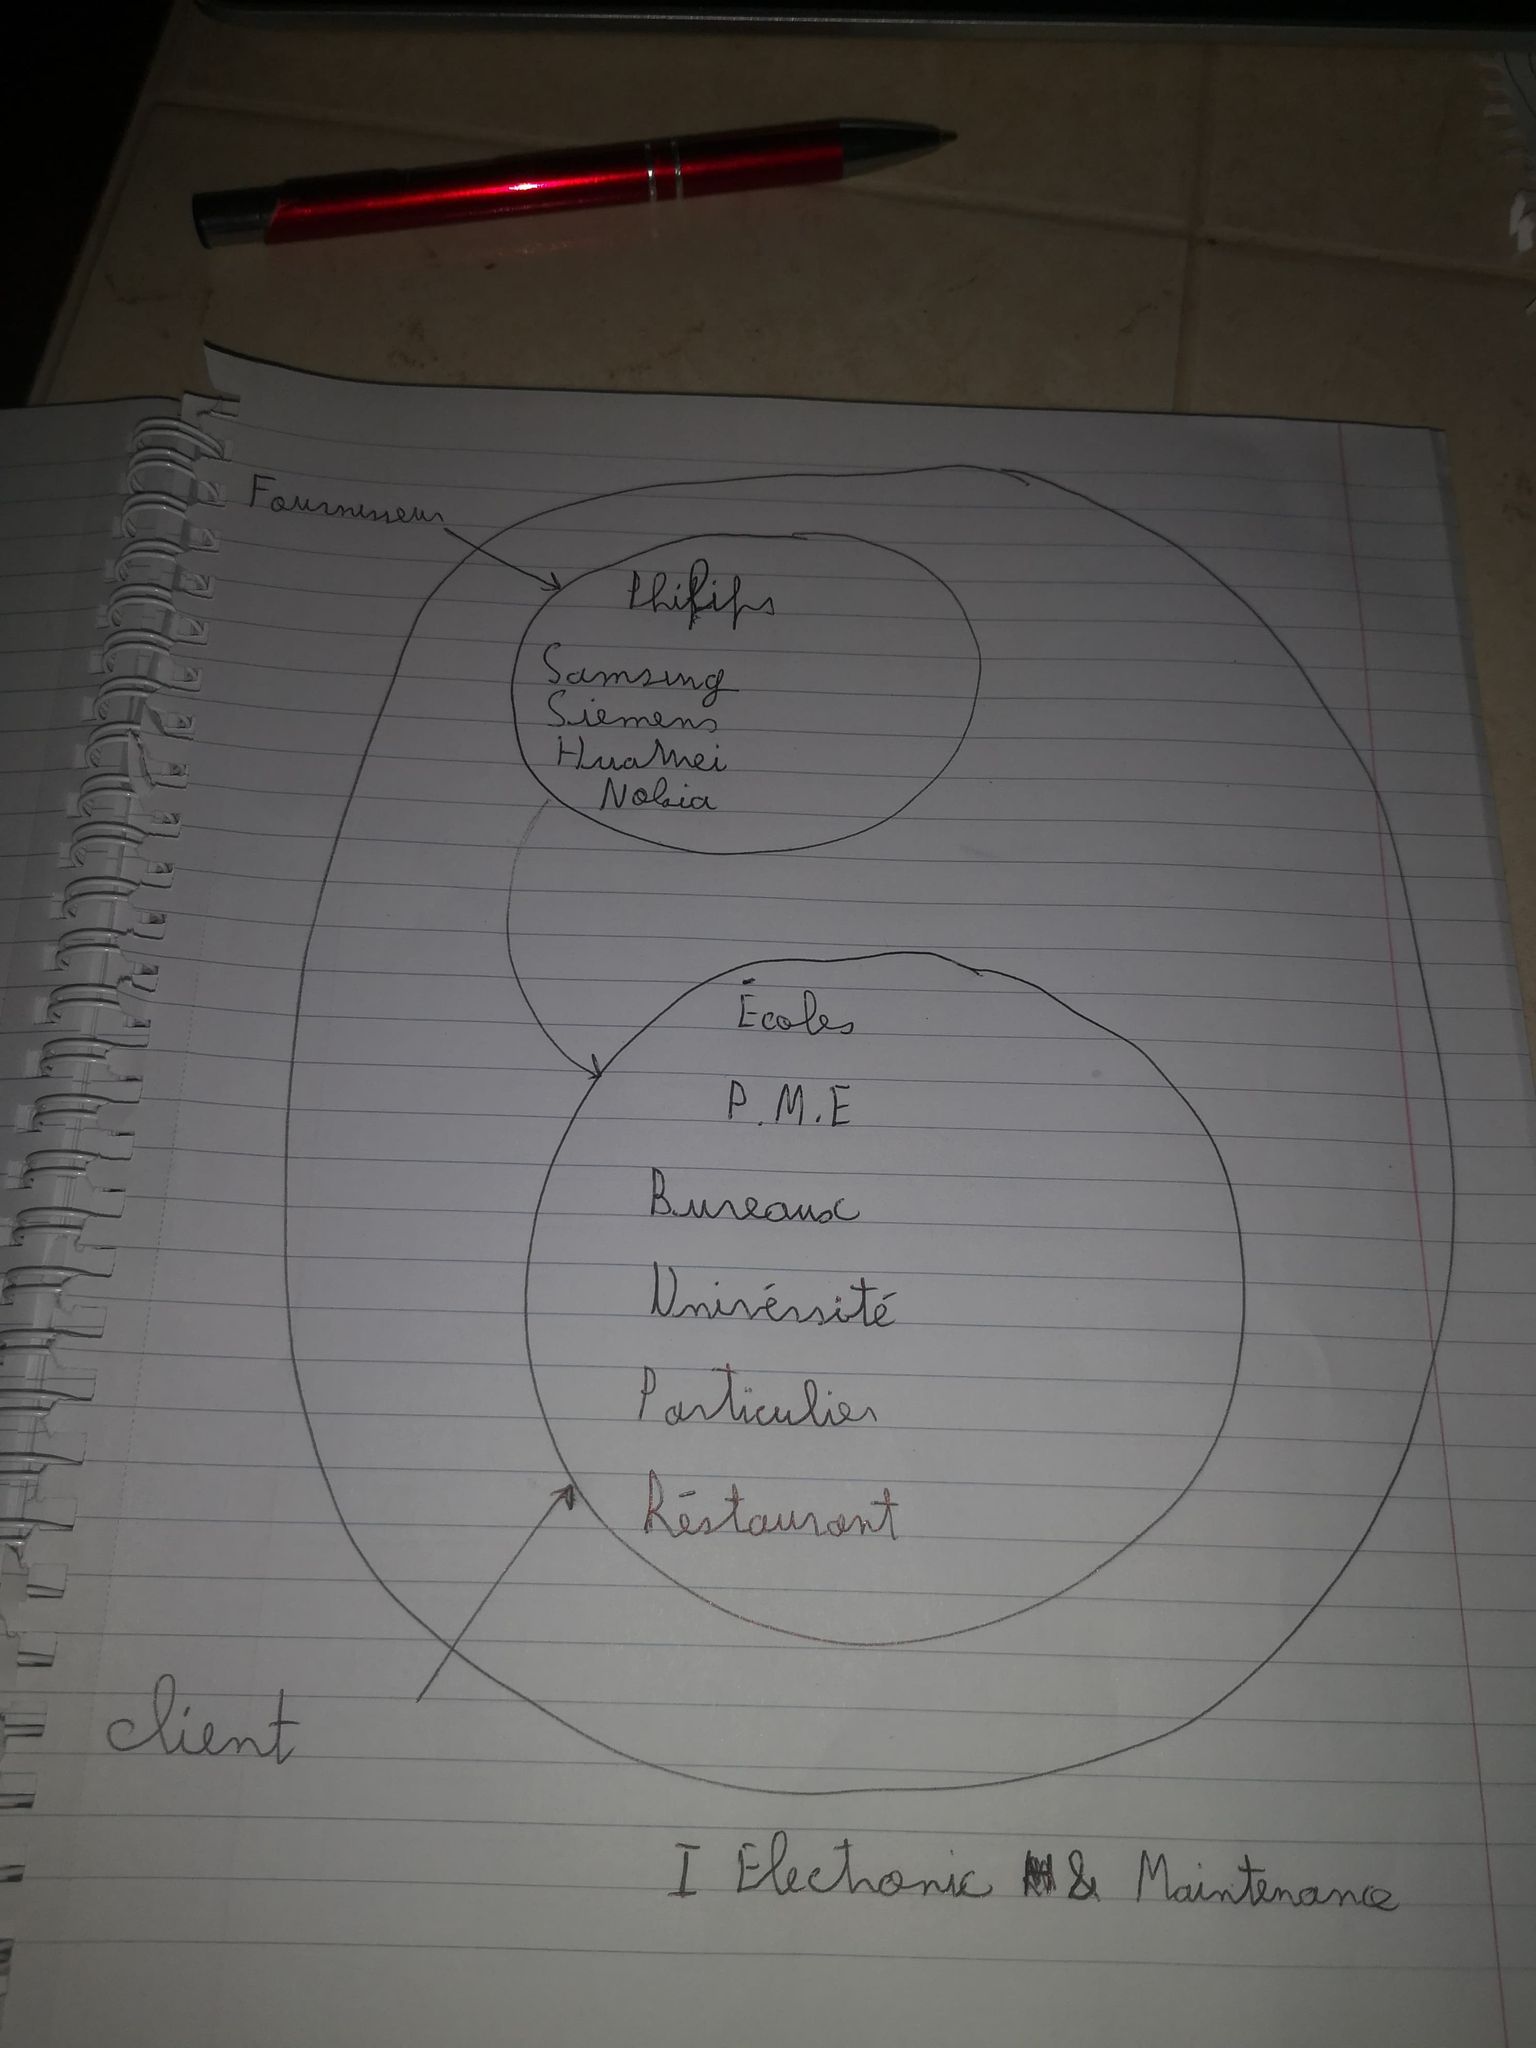 Fournisseur
Philips
Samsung
Siemens
HuaWei
Nokia
Écoles
P.M.E
Bureaux
Univérsité
Particulier
Réstaurant
client
I Electronic & Maintenance